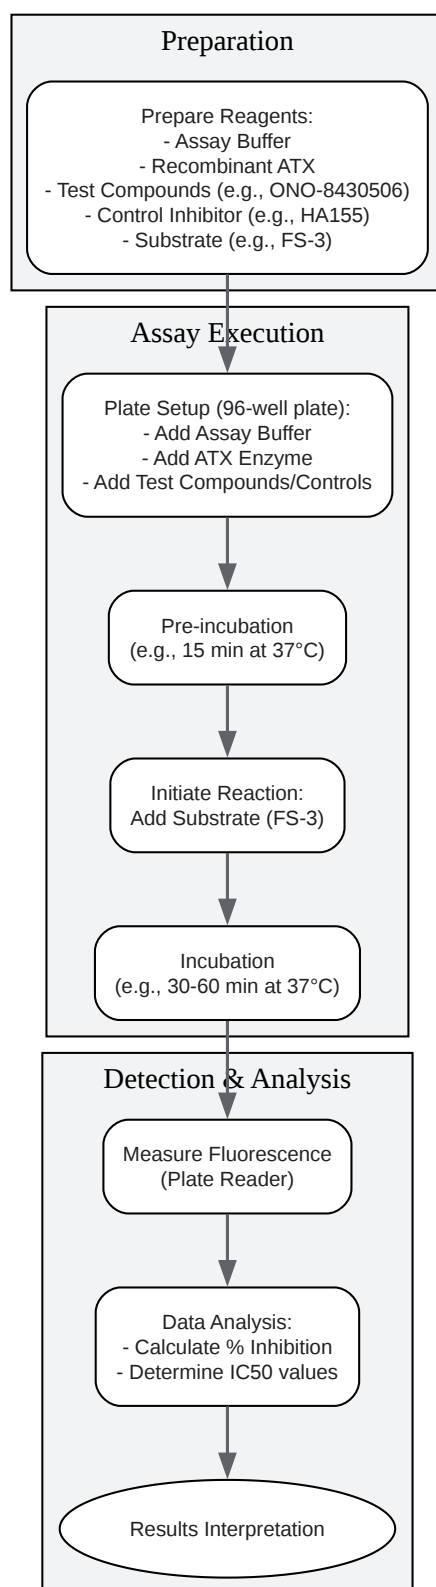 Preparation
Prepare Reagents:
- Assay Buffer
- Recombinant ATX
- Test Compounds (e.g., ONO-8430506)
- Control Inhibitor (e.g., HA155)
- Substrate (e.g., FS-3)
Assay Execution
Plate Setup (96-well plate):
- Add Assay Buffer
- Add ATX Enzyme
- Add Test Compounds/Controls
Pre-incubation
(e.g., 15 min at 37°C)
Initiate Reaction:
Add Substrate (FS-3)
Incubation
(e.g., 30-60 min at 37°C)
Detection & Analysis
Measure Fluorescence
(Plate Reader)
Data Analysis:
- Calculate % Inhibition
- Determine IC50 values
Results Interpretation